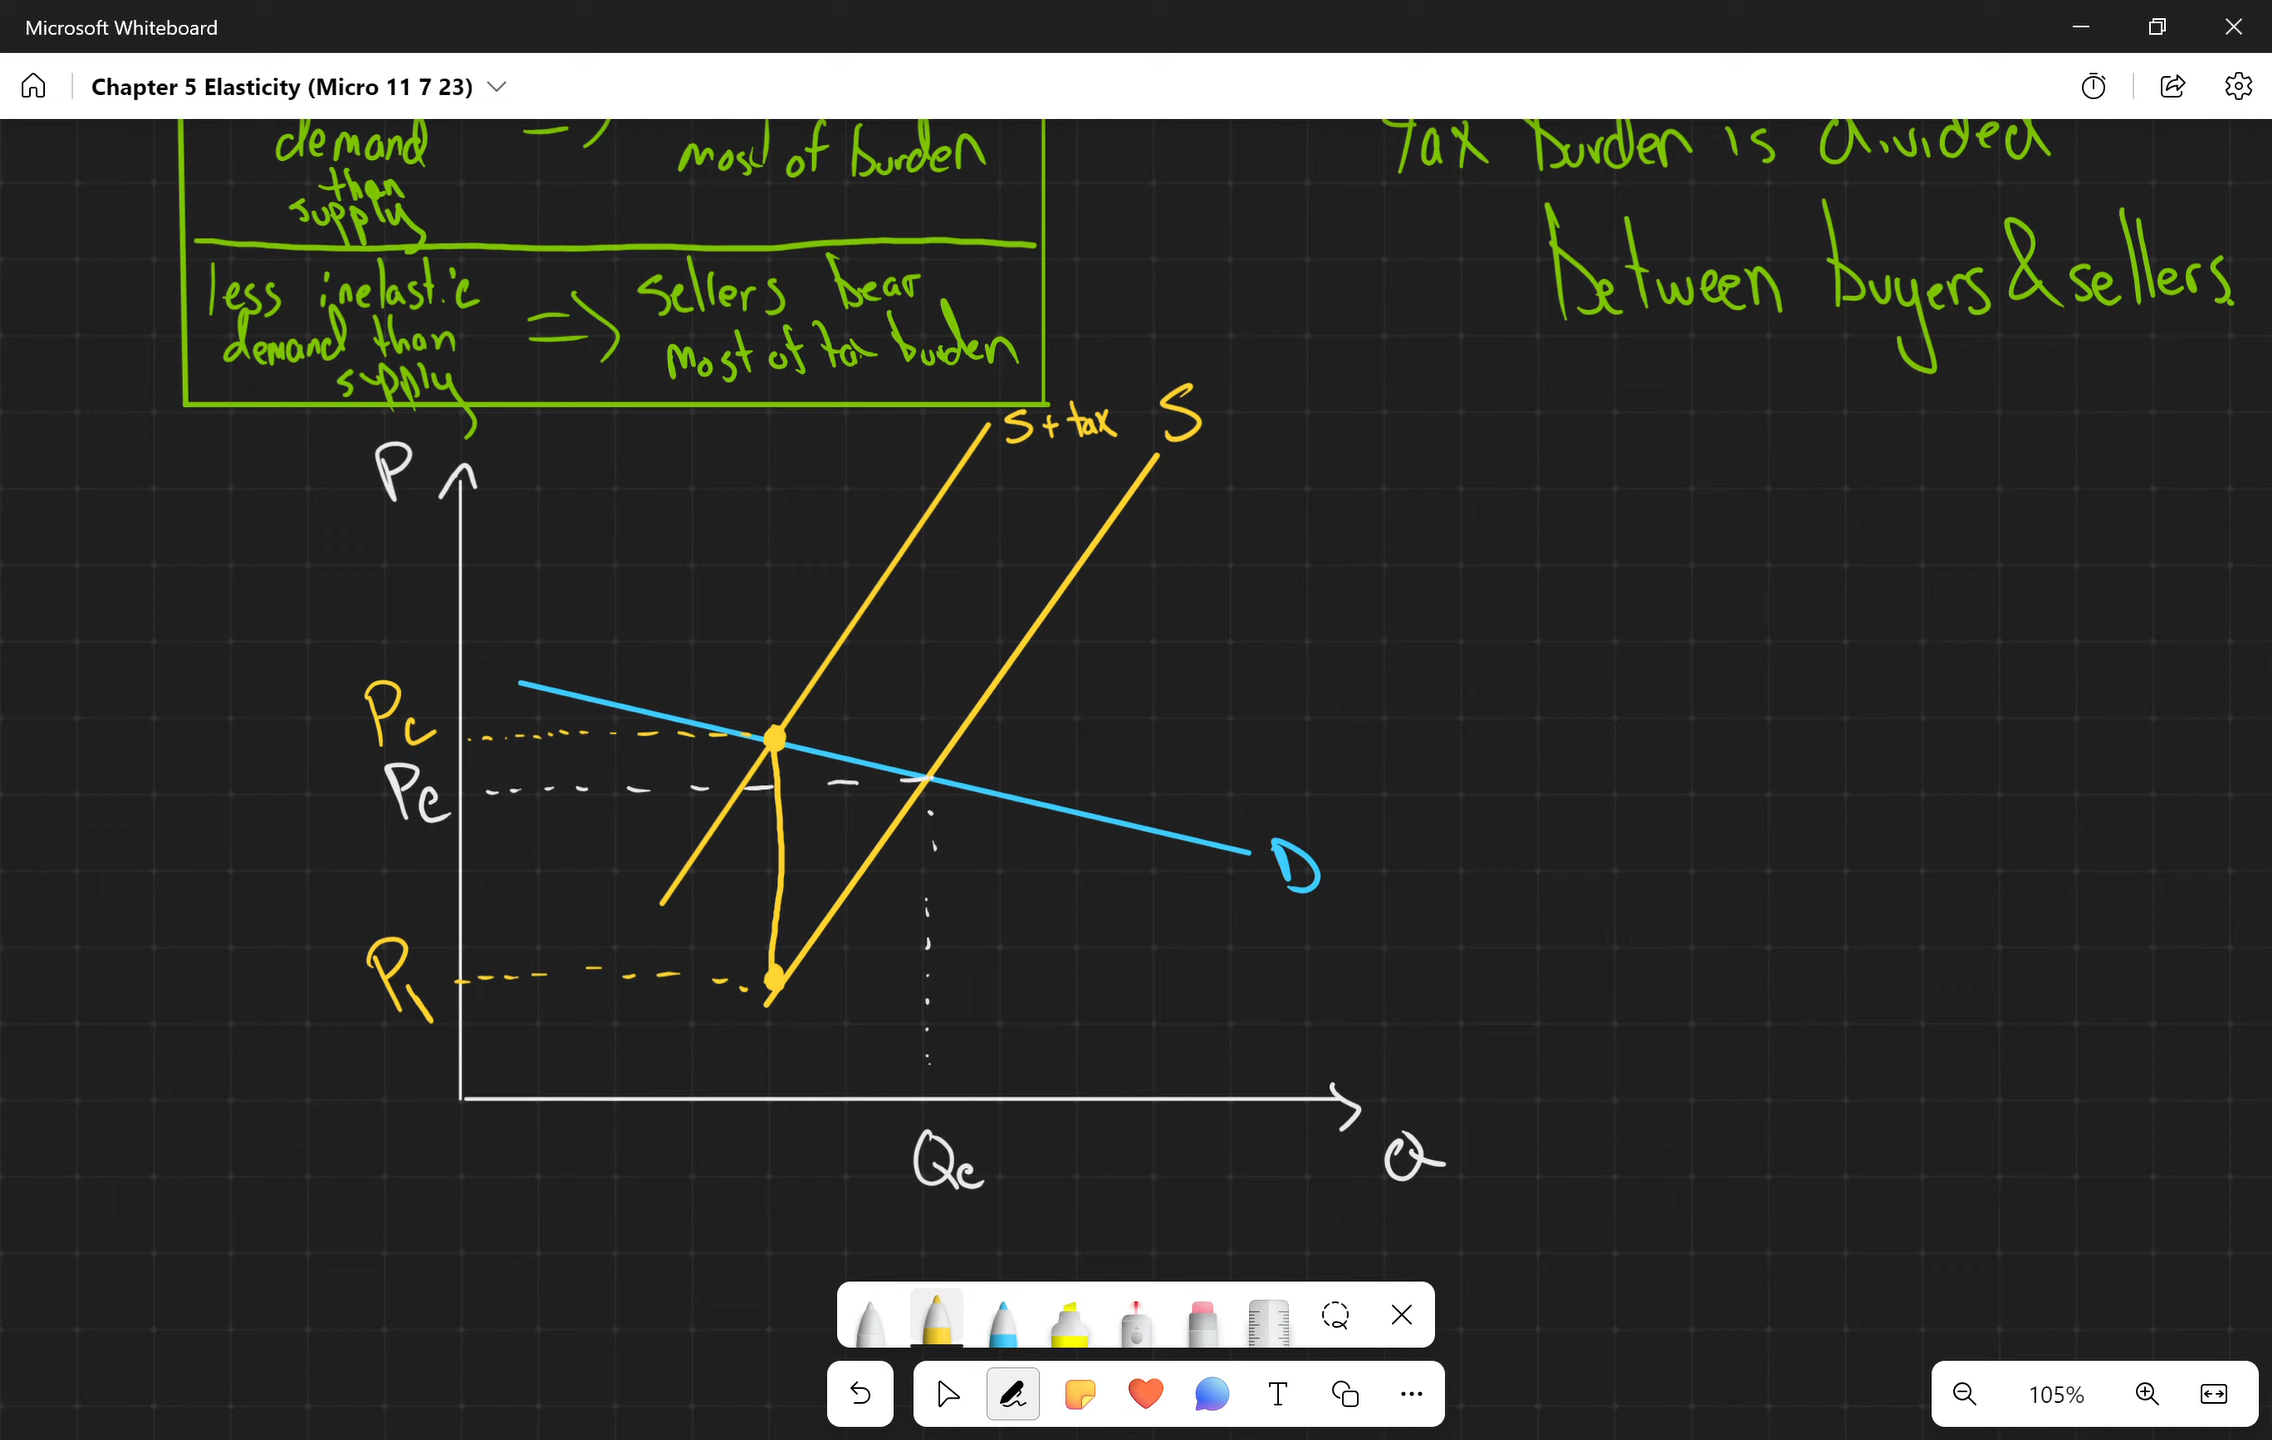 Microsoft Whiteboard
Chapter 5 Elasticity (Micro 11 7 23)
demand
than
supply
=>
most of burden
less inelastic
demand than
supply
=>
sellers bear
most of tax burden
Tax burden is divided
between buyers & sellers.
S + tax
S
P
Pc
Pe
P1
D
Qe
Q
T
105%